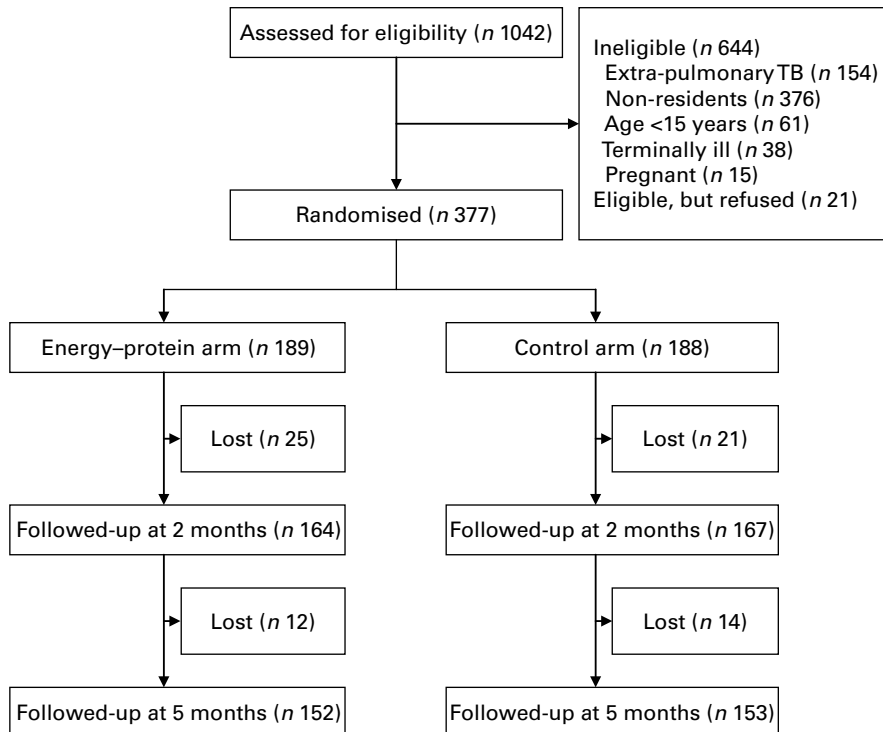 Assessed for eligibility (n 1042)
Ineligible (n 644)
Extra-pulmonary TB (n 154)
Non-residents (n 376)
Age <15 years (n 61)
Terminally ill (n 38)
Pregnant (n 15)
Eligible, but refused (n 21)
Randomised (n 377)
Energy–protein arm (n 189)
Control arm (n 188)
Lost (n 25)
Lost (n 21)
Followed-up at 2 months (n 164)
Followed-up at 2 months (n 167)
Lost (n 12)
Lost (n 14)
Followed-up at 5 months (n 152)
Followed-up at 5 months (n 153)